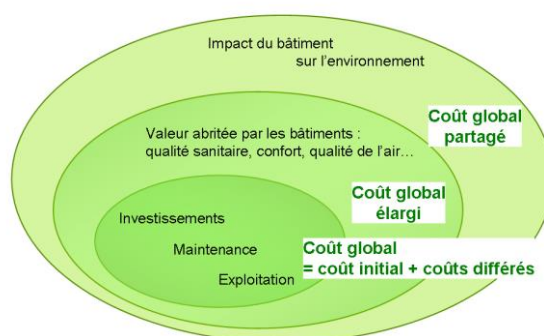 Impact du bâtiment
sur l'environnement
Coût global
partagé
Valeur abritée par les bâtiments :
qualité sanitaire, confort, qualité de l'air…
Coût global
élargi
Investissements
Maintenance
Exploitation
Coût global
= coût initial + coûts différés